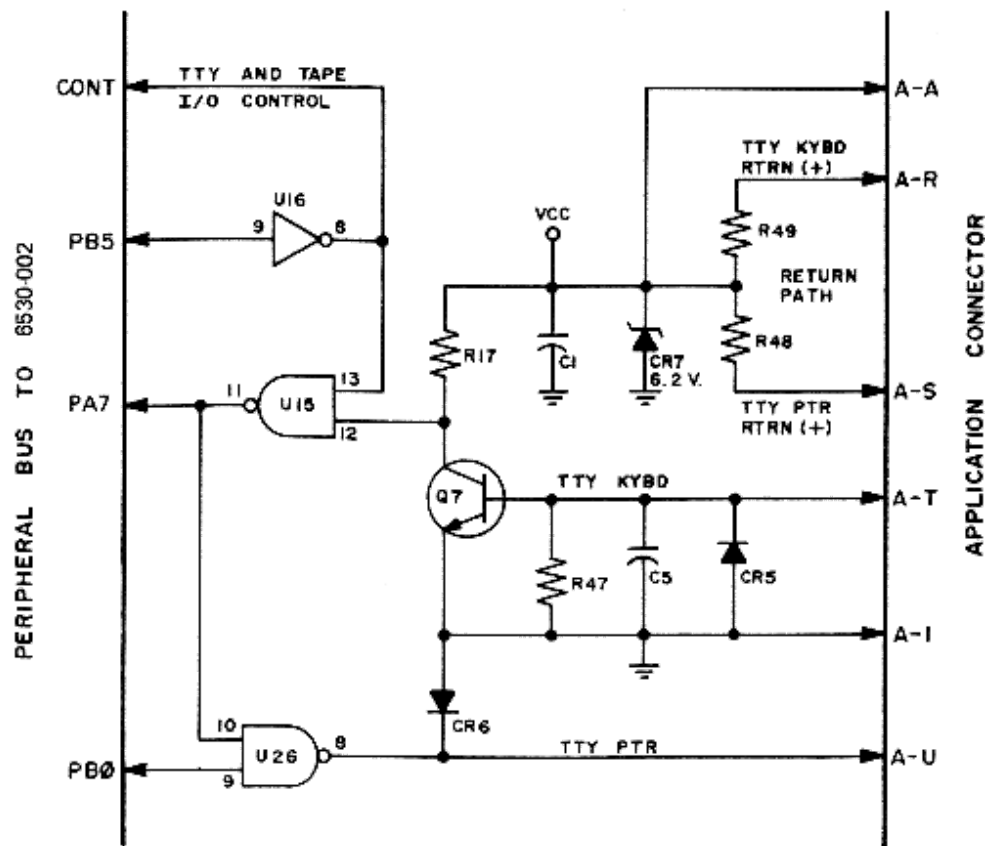 TTY AND TAPE
I/O CONTROL
CONT
A-A
TTY KYBD
RTRN (+)
A-R
U16
9
8
PB5
VCC
R49
RETURN
PATH
R17
C1
CR7
6.2 V.
R48
11
13
U15
PA7
12
A-S
TTY PTR
RTRN (+)
Q7
TTY KYBD
A-T
R47
C5
CR5
A-I
CR6
10
U26
8
9
TTY PTR
A-U
PBØ
PERIPHERAL BUS TO 6530-002
APPLICATION CONNECTOR